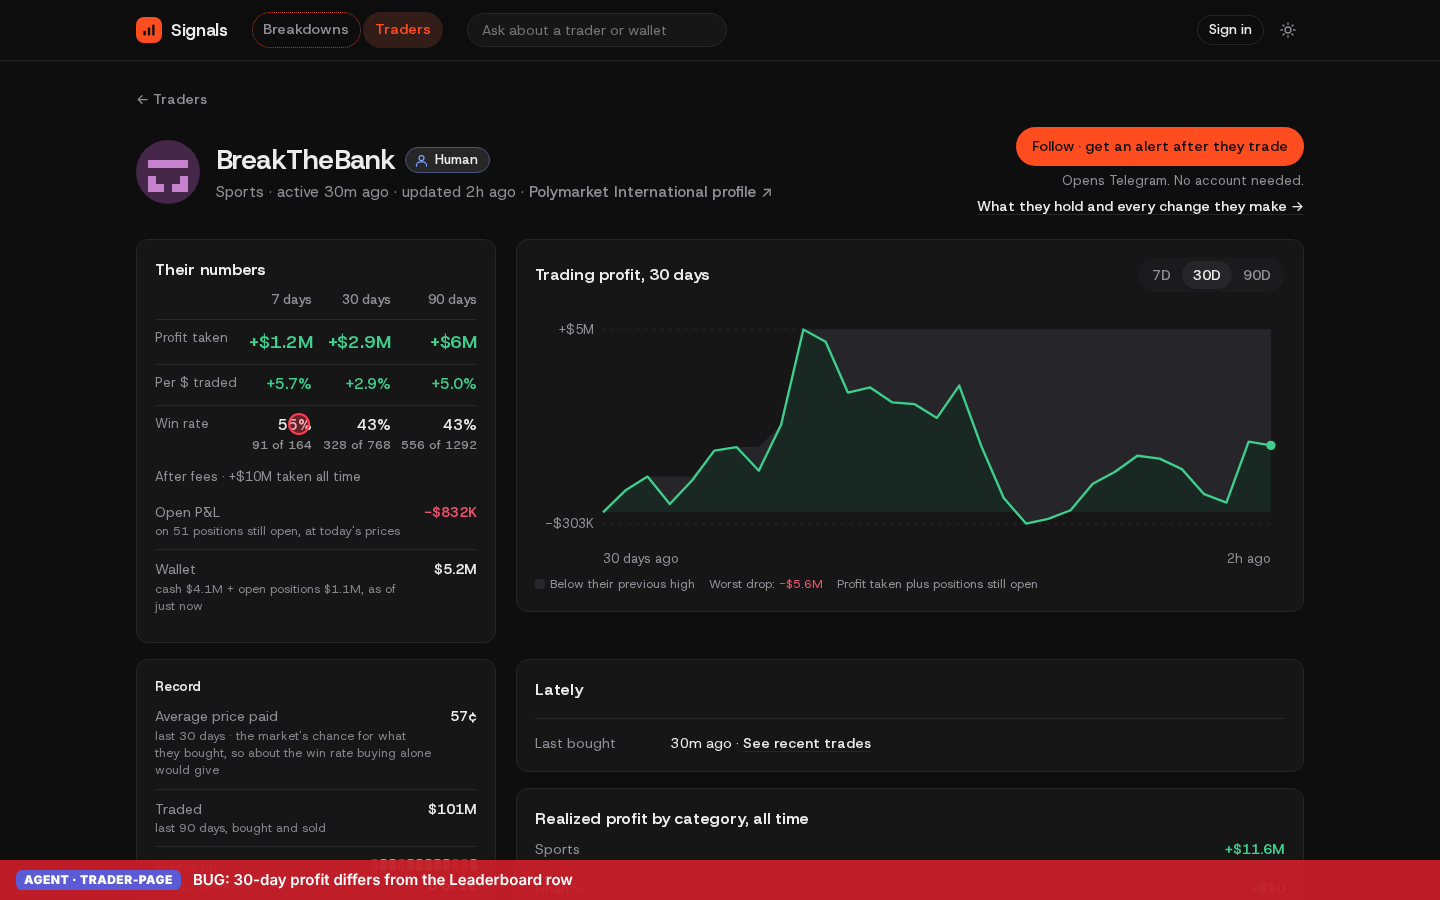 Signals
Breakdowns
Traders
Ask about a trader or wallet
Sign in
← Traders
BreakTheBank
Human
Sports · active 30m ago · updated 2h ago · Polymarket International profile ↗
Follow · get an alert after they trade
Opens Telegram. No account needed.
What they hold and every change they make →
Their numbers
7 days 30 days 90 days
Profit taken +$1.2M +$2.9M +$6M
Per $ traded +5.7% +2.9% +5.0%
Win rate 55% 43% 43%
91 of 164 328 of 768 556 of 1292
After fees · +$10M taken all time
Open P&L −$832K
on 51 positions still open, at today's prices
Wallet $5.2M
cash $4.1M + open positions $1.1M, as of
just now
Trading profit, 30 days
7D 30D 90D
+$5M
−$303K
30 days ago 2h ago
Below their previous high Worst drop: −$5.6M Profit taken plus positions still open
Record
Average price paid 57¢
last 30 days · the market's chance for what
they bought, so about the win rate buying alone
would give
Traded $101M
last 90 days, bought and sold
Lately
Last bought 30m ago · See recent trades
Realized profit by category, all time
Sports +$11.6M
AGENT · TRADER-PAGE BUG: 30-day profit differs from the Leaderboard row